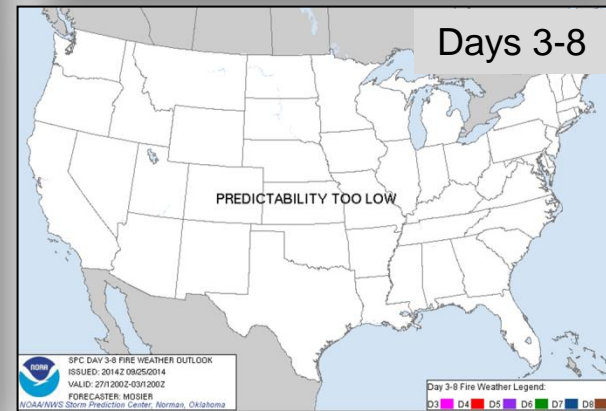 Days 3-8
PREDICTABILITY TOO LOW
NOAA
SPC DAY 3-8 FIRE WEATHER OUTLOOK
ISSUED: 2014Z 09/25/2014
VALID: 27/1200Z-03/1200Z
FORECASTER: MOSIER
NOAA/NWS Storm Prediction Center, Norman, Oklahoma
Day 3-8 Fire Weather Legend:
D3 D4 D5 D6 D7 D8